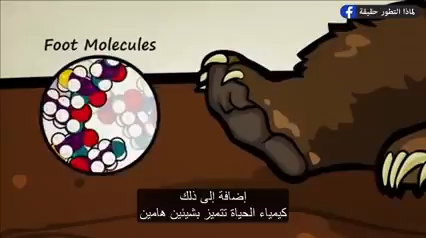 لماذا التطور حقيقة
Foot Molecules
إضافة إلى ذلك
كيمياء الحياة تتميز بشيئين هامين